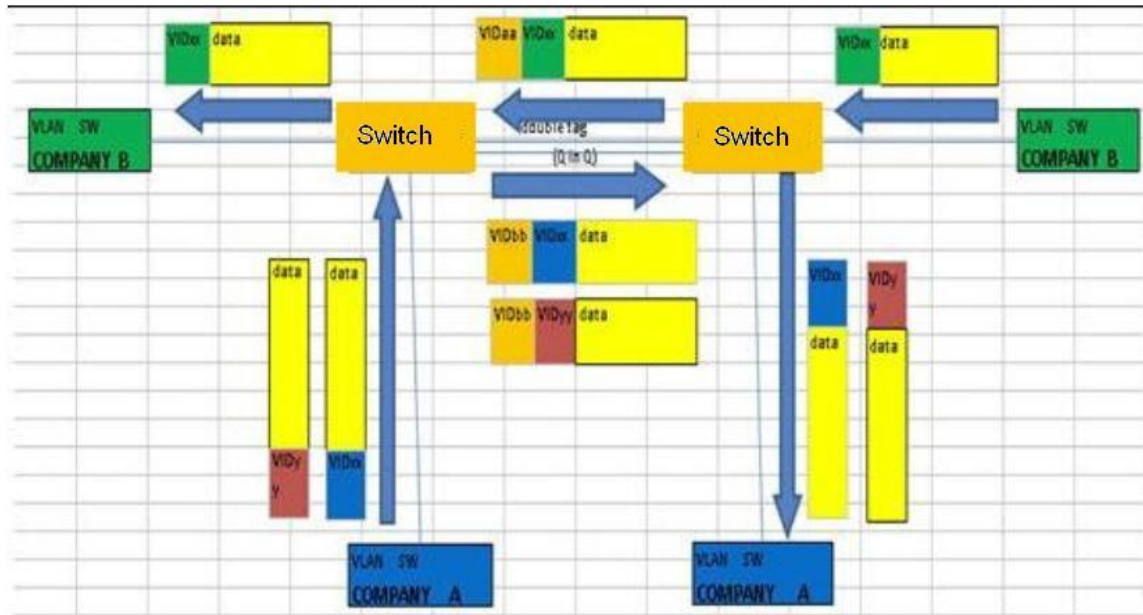 VIDxx data
VIDaa VIDxx data
VIDxx data
VLAN SW
COMPANY B
Switch
double tag
(Q in Q)
Switch
VLAN SW
COMPANY B
VIDbb VIDxx data
VIDbb VIDyy data
data
data
VIDy
y
VIDxx
VIDxx
VIDy
y
data
data
VLAN SW
COMPANY A
VLAN SW
COMPANY A